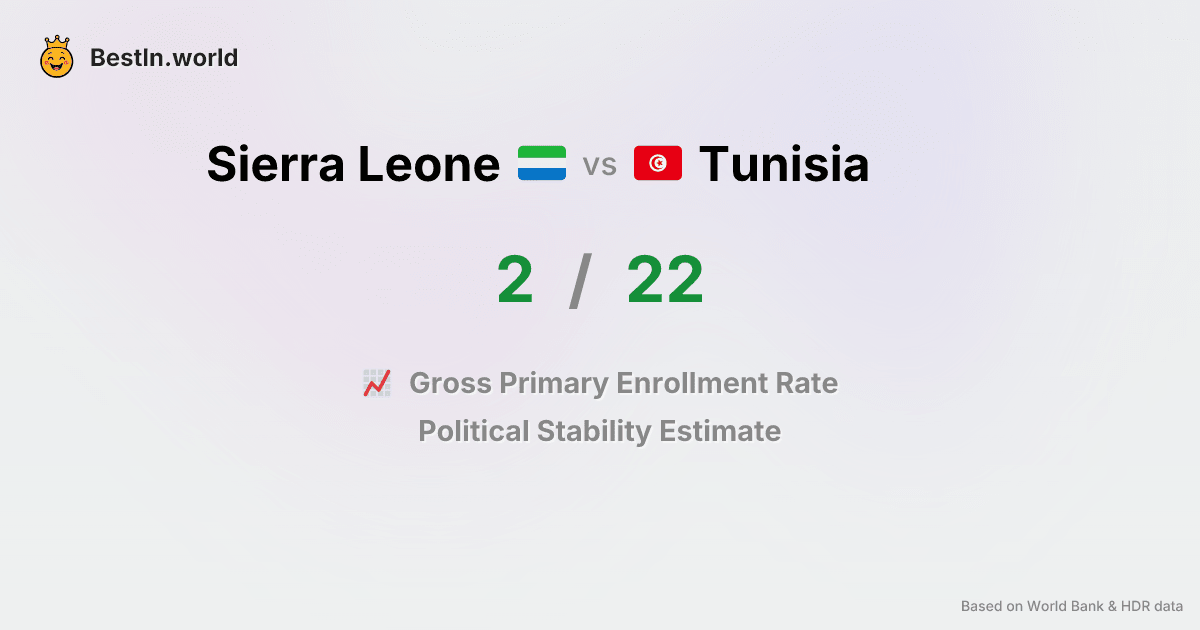 BestIn.world
Sierra Leone vs Tunisia
2 / 22
Gross Primary Enrollment Rate
Political Stability Estimate
Based on World Bank & HDR data